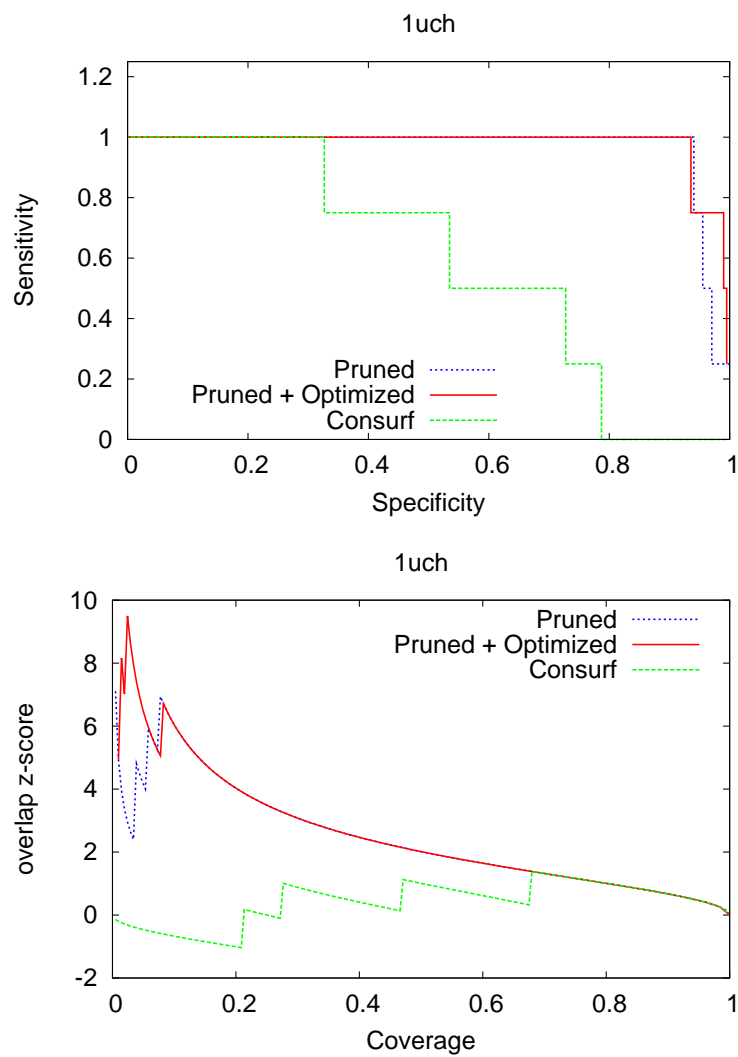 1uch
1.2
1
0.8
0.6
0.4
0.2
0
Sensitivity
Pruned
Pruned + Optimized
Consurf
0 0.2 0.4 0.6 0.8 1
Specificity
1uch
10
8
6
4
2
0
-2
overlap z-score
Pruned
Pruned + Optimized
Consurf
0 0.2 0.4 0.6 0.8 1
Coverage